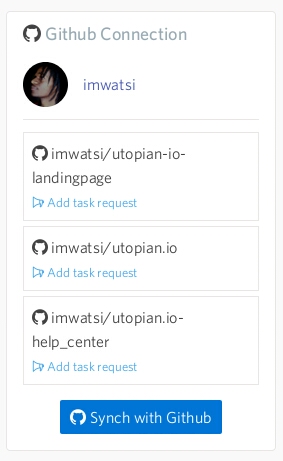 Github Connection
imwatsi
imwatsi/utopian-io-
landingpage
Add task request
imwatsi/utopian.io
Add task request
imwatsi/utopian.io-
help_center
Add task request
Synch with Github